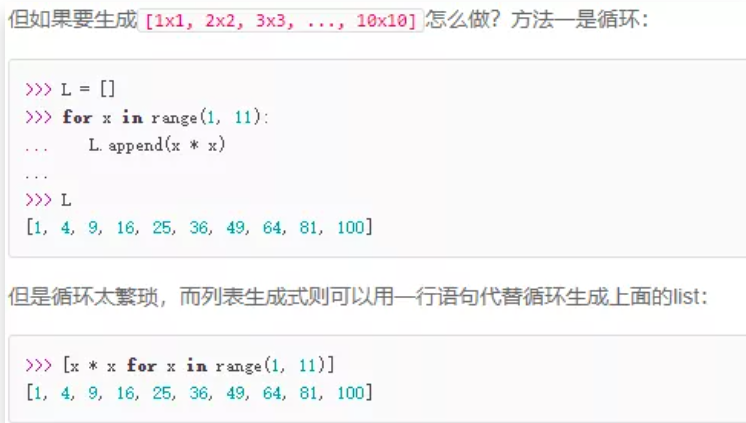 但如果要生成[1x1, 2x2, 3x3, ..., 10x10]怎么做？方法一是循环：
>>> L = []
>>> for x in range(1, 11):
...    L.append(x * x)
...
>>> L
[1, 4, 9, 16, 25, 36, 49, 64, 81, 100]
但是循环太繁琐，而列表生成式则可以用一行语句代替循环生成上面的list：
>>> [x * x for x in range(1, 11)]
[1, 4, 9, 16, 25, 36, 49, 64, 81, 100]